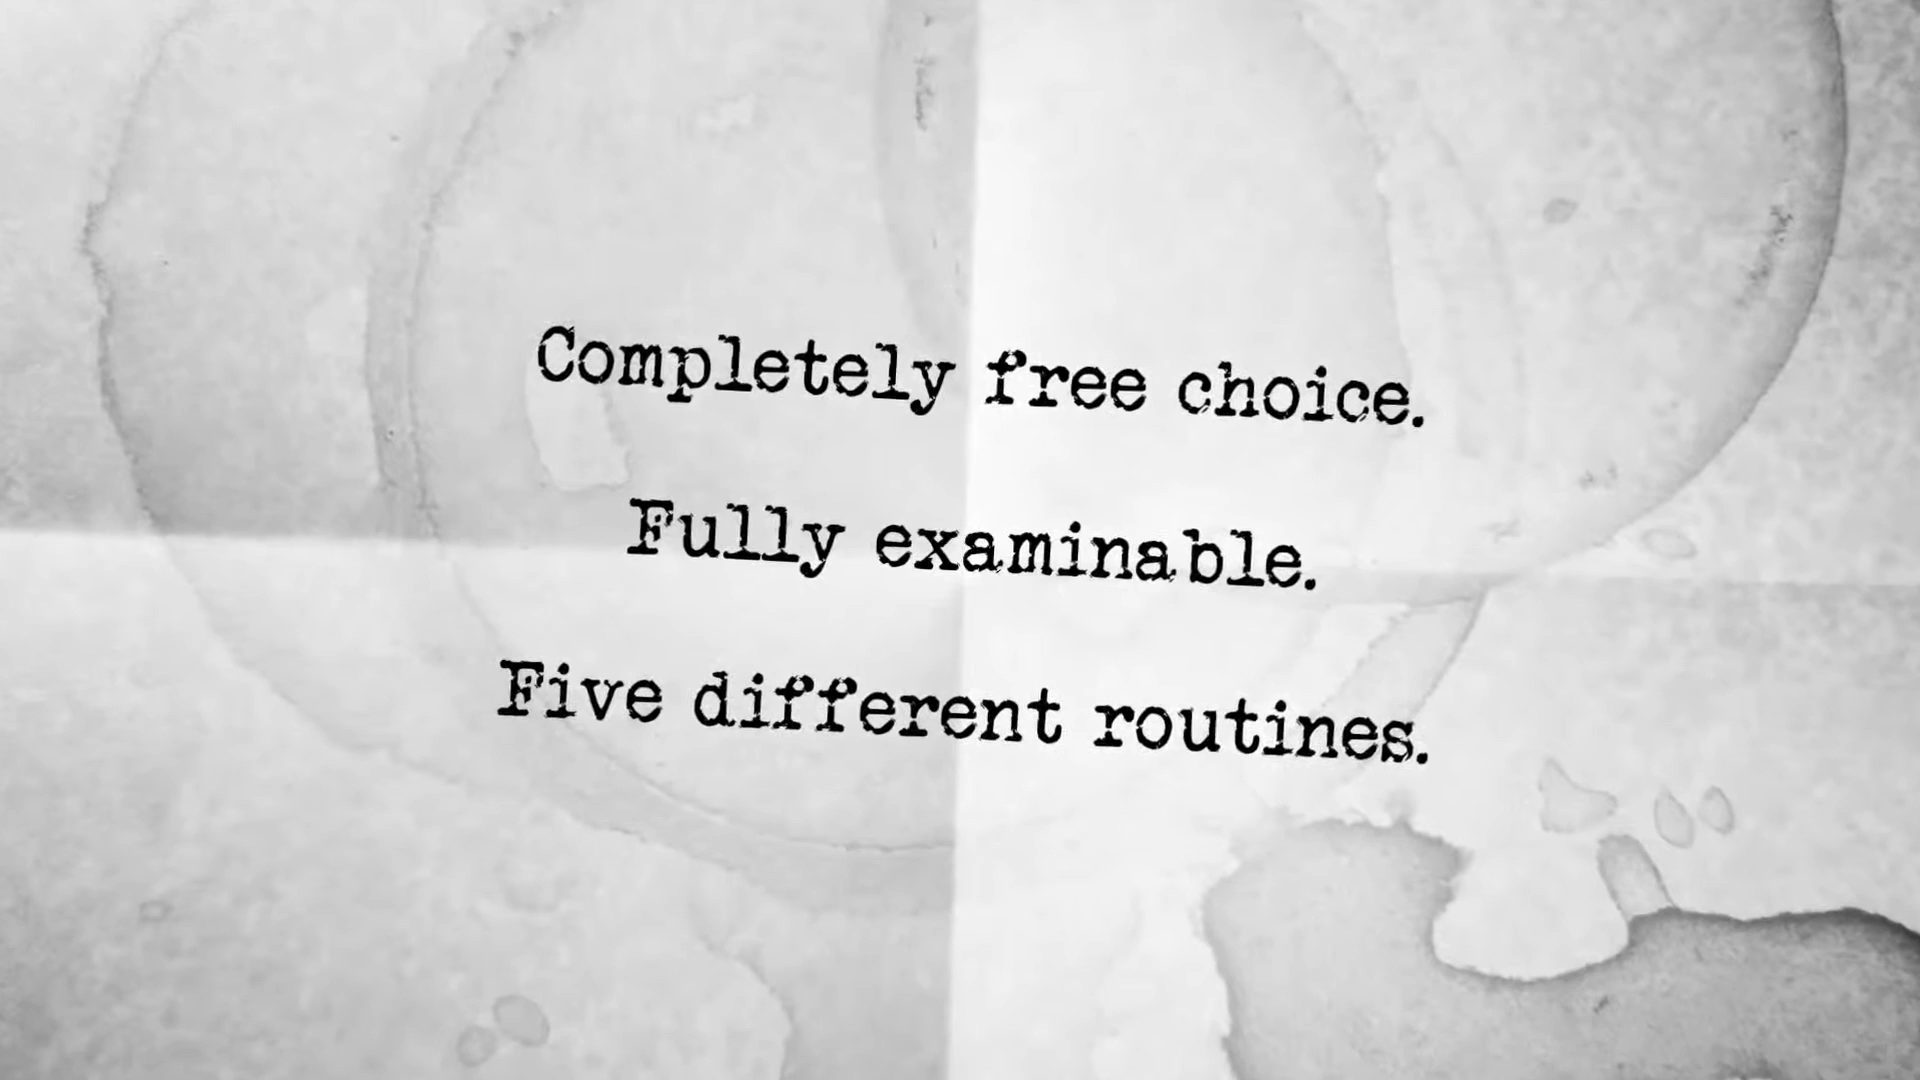 Completely free choice.
Fully examinable.
Five different routines.